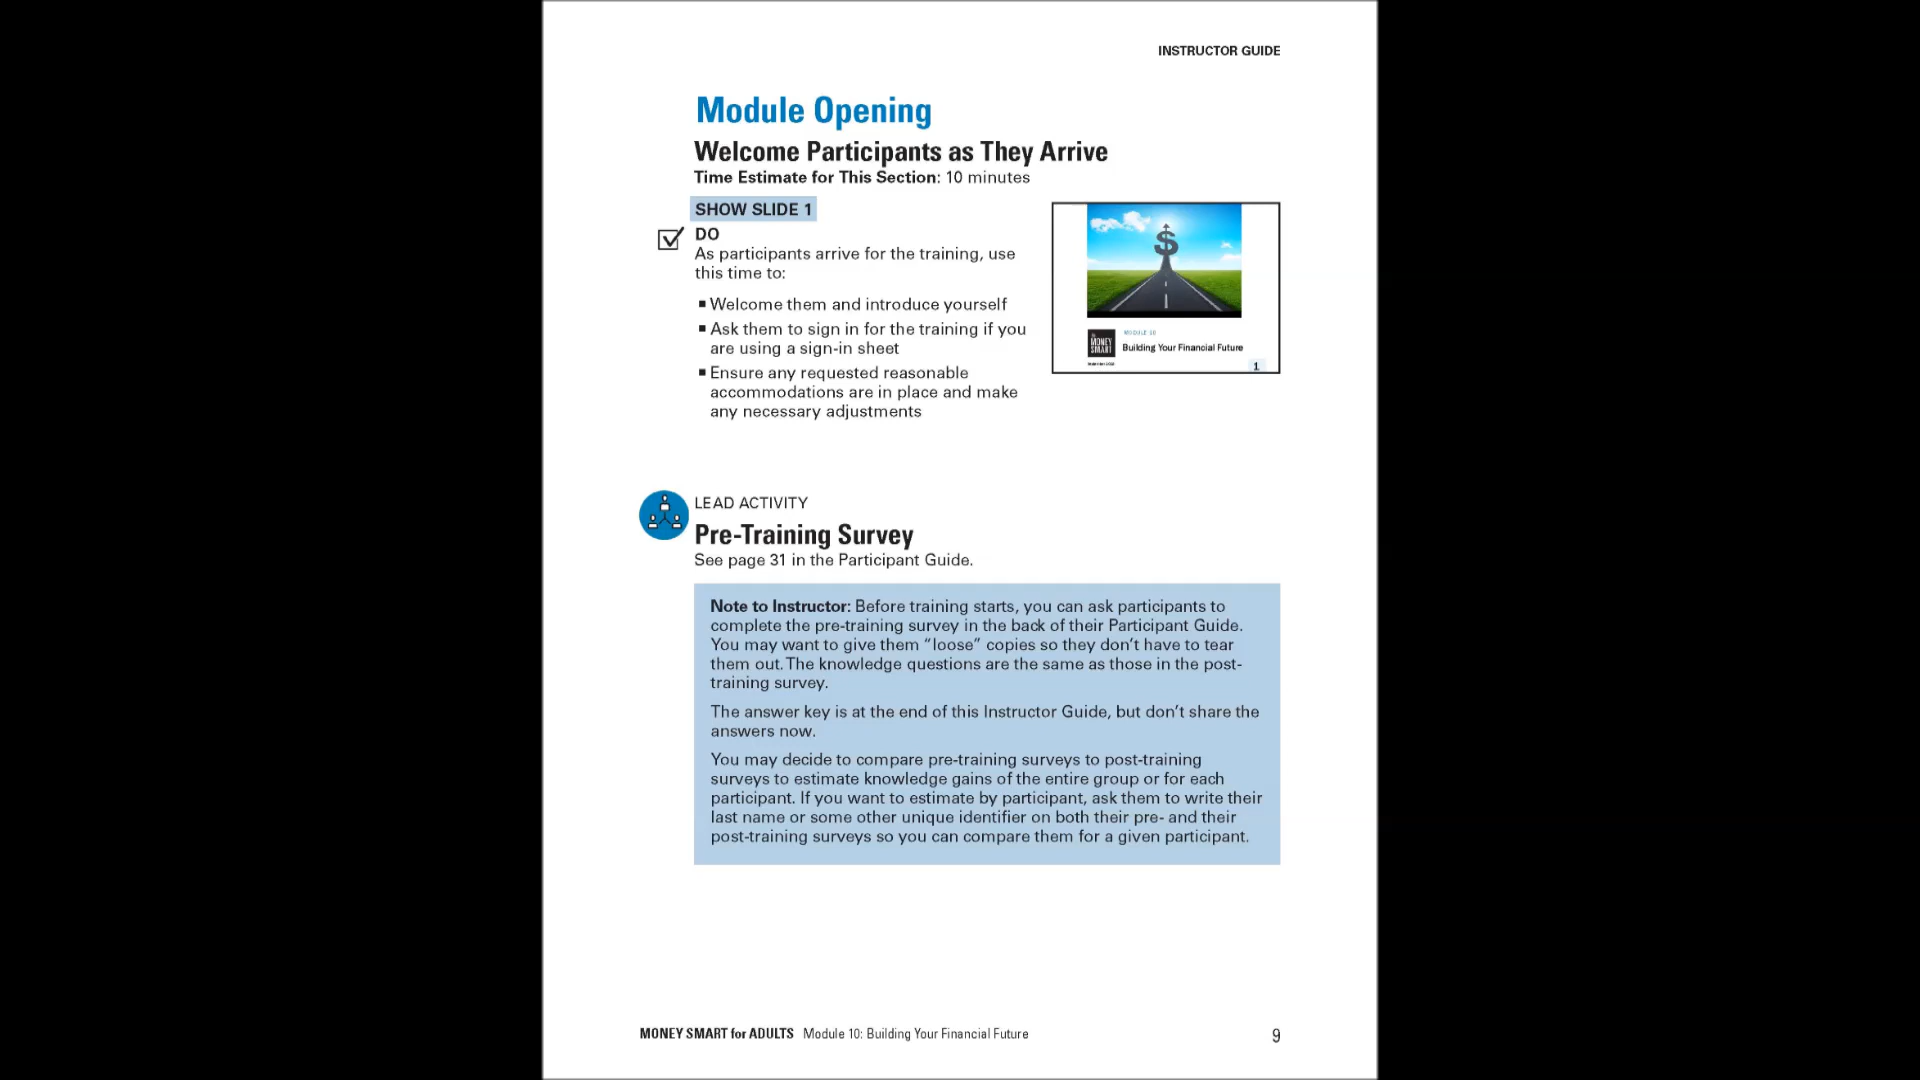 INSTRUCTOR GUIDE
Module Opening
Welcome Participants as They Arrive
Time Estimate for This Section: 10 minutes
SHOW SLIDE 1
DO
As participants arrive for the training, use
this time to:
▪ Welcome them and introduce yourself
▪ Ask them to sign in for the training if you
are using a sign-in sheet
▪ Ensure any requested reasonable
accommodations are in place and make
any necessary adjustments
$
MODULE 10
MONEY
SMART
Building Your Financial Future
1
LEAD ACTIVITY
Pre-Training Survey
See page 31 in the Participant Guide.
Note to Instructor: Before training starts, you can ask participants to
complete the pre-training survey in the back of their Participant Guide.
You may want to give them “loose” copies so they don’t have to tear
them out. The knowledge questions are the same as those in the post-
training survey.
The answer key is at the end of this Instructor Guide, but don’t share the
answers now.
You may decide to compare pre-training surveys to post-training
surveys to estimate knowledge gains of the entire group or for each
participant. If you want to estimate by participant, ask them to write their
last name or some other unique identifier on both their pre- and their
post-training surveys so you can compare them for a given participant.
MONEY SMART for ADULTS Module 10: Building Your Financial Future
9